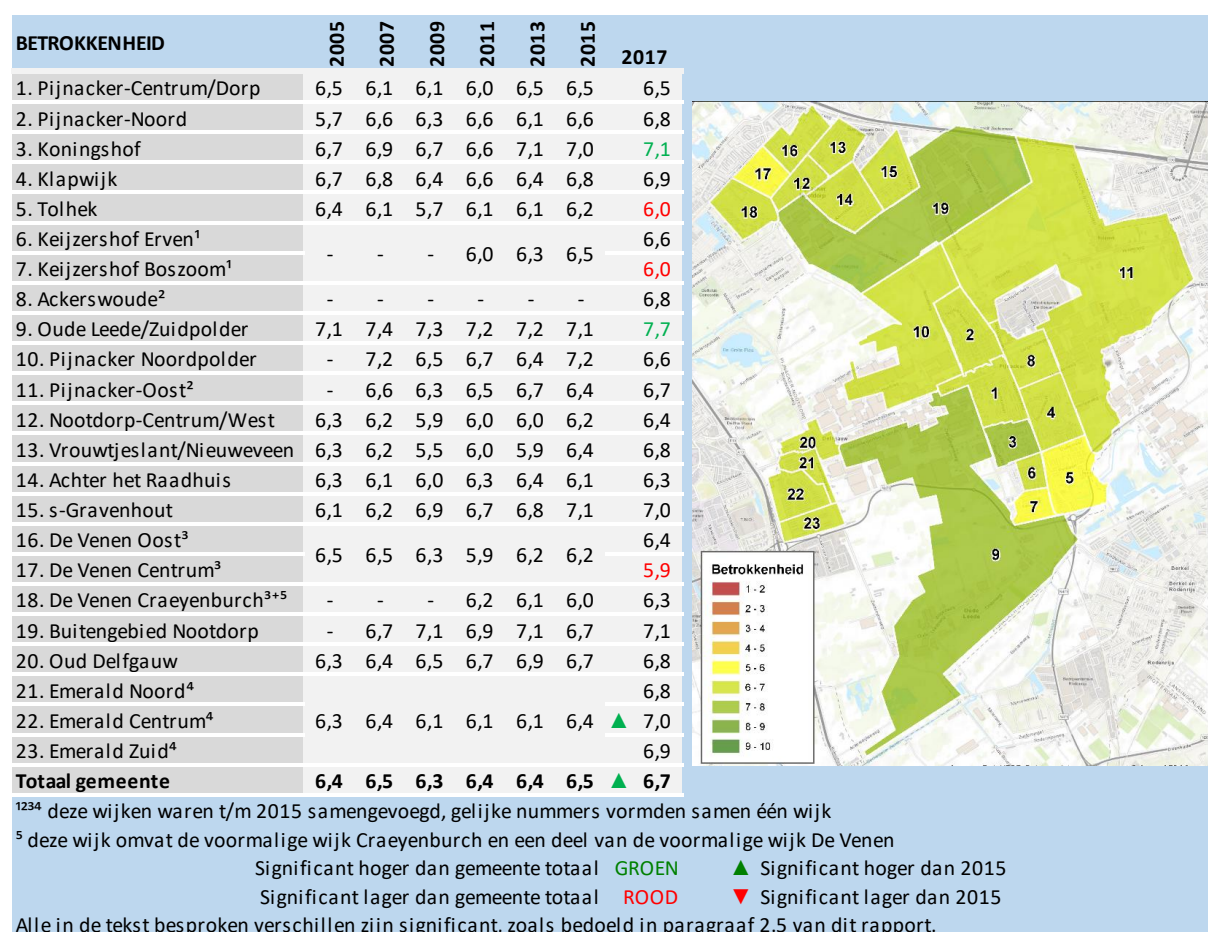 BETROKKENHEID 2005 2007 2009 2011 2013 2015 2017
1. Pijnacker-Centrum/Dorp 6,5 6,1 6,1 6,0 6,5 6,5 6,5
2. Pijnacker-Noord 5,7 6,6 6,3 6,6 6,1 6,6 6,8
3. Koningshof 6,7 6,9 6,7 6,6 7,1 7,0 7,1
4. Klapwijk 6,7 6,8 6,4 6,6 6,4 6,8 6,9
5. Tolhek 6,4 6,1 5,7 6,1 6,1 6,2 6,0
6. Keijzershof Erven¹ 6,6
- - - 6,0 6,3 6,5
7. Keijzershof Boszoom¹ 6,0
8. Ackerswoude² - - - - - - 6,8
9. Oude Leede/Zuidpolder 7,1 7,4 7,3 7,2 7,2 7,1 7,7
10. Pijnacker Noordpolder - 7,2 6,5 6,7 6,4 7,2 6,6
11. Pijnacker-Oost² - 6,6 6,3 6,5 6,7 6,4 6,7
12. Nootdorp-Centrum/West 6,3 6,2 5,9 6,0 6,0 6,2 6,4
13. Vrouwtjeslant/Nieuweveen 6,3 6,2 5,5 6,0 5,9 6,4 6,8
14. Achter het Raadhuis 6,3 6,1 6,0 6,3 6,4 6,1 6,3
15. s-Gravenhout 6,1 6,2 6,9 6,7 6,8 7,1 7,0
16. De Venen Oost³ 6,4
6,5 6,5 6,3 5,9 6,2 6,2
17. De Venen Centrum³ 5,9
18. De Venen Craeyenburch³⁺⁵ - - - 6,2 6,1 6,0 6,3
19. Buitengebied Nootdorp - 6,7 7,1 6,9 7,1 6,7 7,1
20. Oud Delfgauw 6,3 6,4 6,5 6,7 6,9 6,7 6,8
21. Emerald Noord⁴ 6,8
22. Emerald Centrum⁴ 6,3 6,4 6,1 6,1 6,1 6,4 ▲ 7,0
23. Emerald Zuid⁴ 6,9
Totaal gemeente 6,4 6,5 6,3 6,4 6,4 6,5 ▲ 6,7
16
13
17
12
15
14
18
19
11
10
2
8
1
4
3
20
21
6
5
22
7
23
9
Betrokkenheid
1 - 2
2 - 3
3 - 4
4 - 5
5 - 6
6 - 7
7 - 8
8 - 9
9 - 10
¹²³⁴ deze wijken waren t/m 2015 samengevoegd, gelijke nummers vormden samen één wijk
⁵ deze wijk omvat de voormalige wijk Craeyenburch en een deel van de voormalige wijk De Venen
Significant hoger dan gemeente totaal GROEN ▲ Significant hoger dan 2015
Significant lager dan gemeente totaal ROOD ▼ Significant lager dan 2015
Alle in de tekst besproken verschillen zijn significant, zoals bedoeld in paragraaf 2.5 van dit rapport.